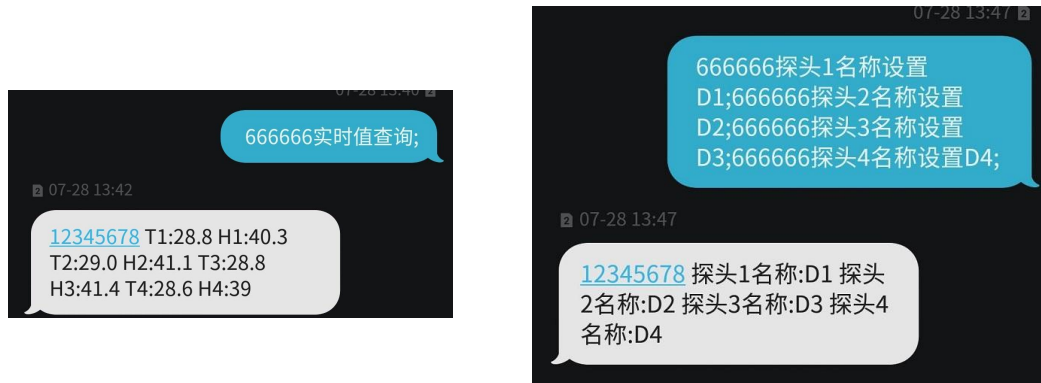 666666实时值查询;
07-28 13:42
12345678 T1:28.8 H1:40.3
T2:29.0 H2:41.1 T3:28.8
H3:41.4 T4:28.6 H4:39
07-28 13:47
666666探头1名称设置
D1;666666探头2名称设置
D2;666666探头3名称设置
D3;666666探头4名称设置D4;
07-28 13:47
12345678 探头1名称:D1 探头
2名称:D2 探头3名称:D3 探头4
名称:D4